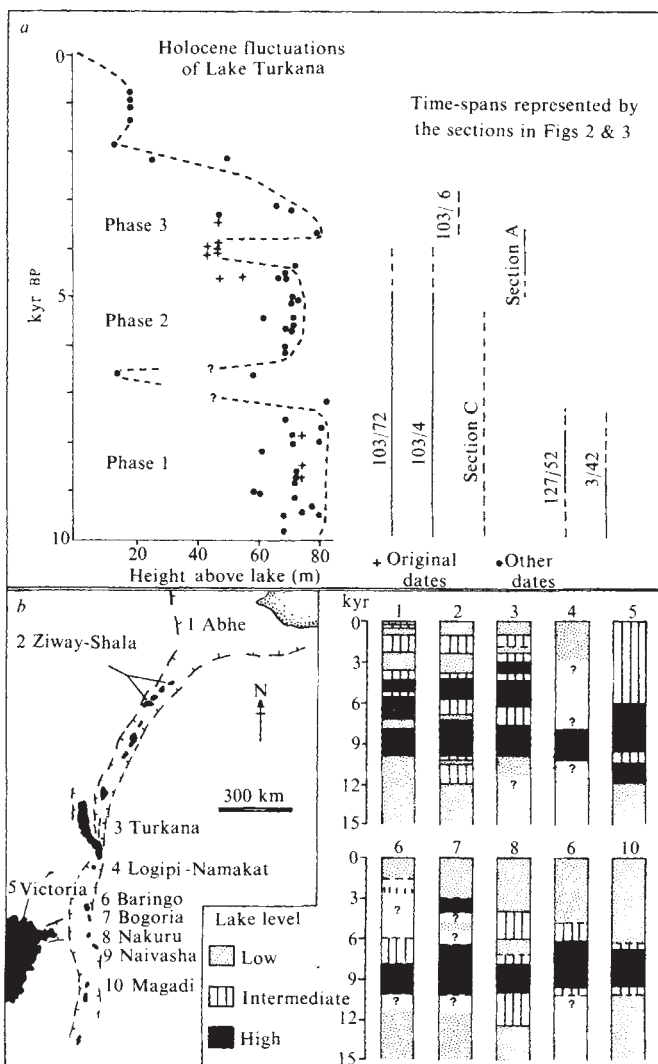 a
Holocene fluctuations
of Lake Turkana
Time-spans represented by
the sections in Figs 2 & 3
0
5
10
kyr BP
Phase 3
Phase 2
?
?
Phase 1
20 40 60 80
Height above lake (m)
103/72
103/4
103/6
Section C
Section A
127/52
3/42
+ Original dates
• Other dates
b
1 Abhe
2 Ziway-Shala
N
300 km
3 Turkana
4 Logipi-Namakat
5 Victoria
6 Baringo
7 Bogoria
8 Nakuru
9 Naivasha
10 Magadi
Lake level
Low
Intermediate
High
kyr 1 2 3 4 5
0
3
6
9
12
15
?
?
?
?
6 7 8 9 10
0
3
6
9
12
15
?
?
?
?
?
?